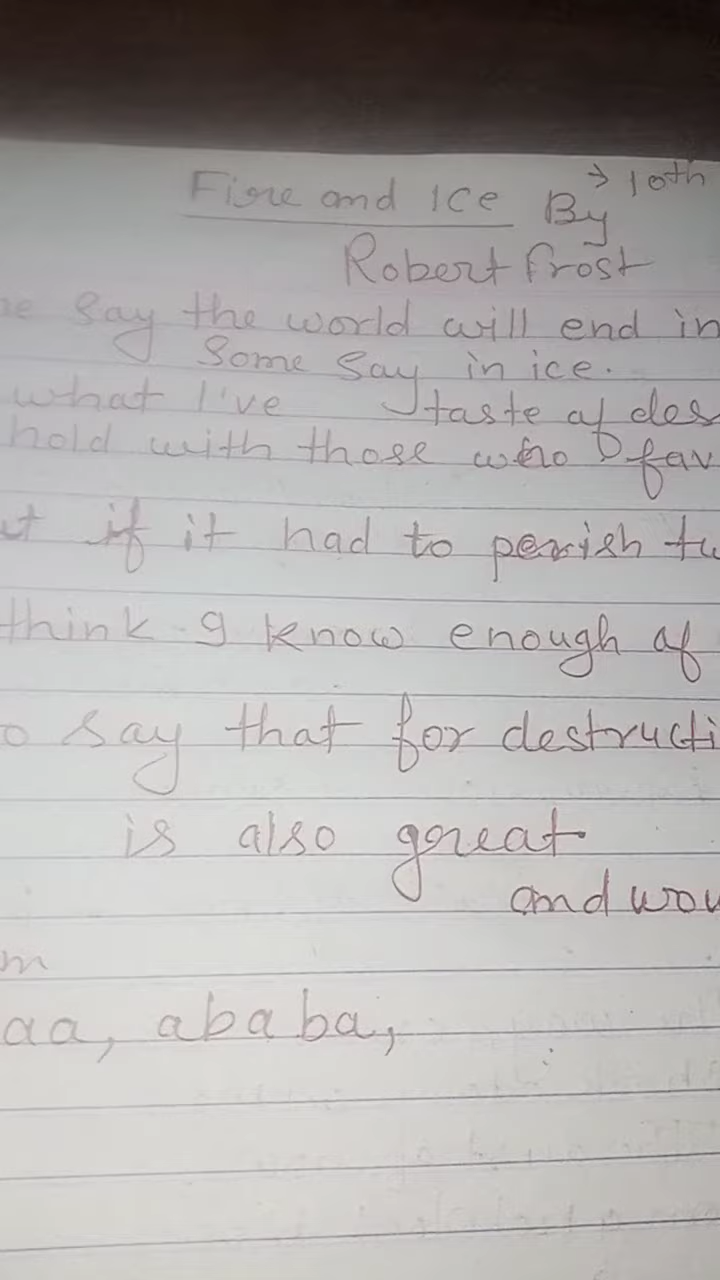 Fire and Ice By → 10th
Robert frost
say the world will end in
Some Say in ice.
what I've taste of des
hold with those who fav
if it had to perish tw
think I know enough of
say that for destructi
is also great
and wou
m
aa, ababa,